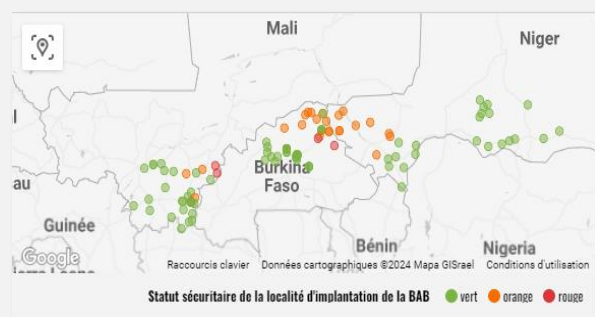 Mali
Niger
l
Burkina
Faso
au
Guinée
Bénin
Nigeria
Google
Raccourcis clavier Données cartographiques ©2024 Mapa GISrael Conditions d'utilisation
Statut sécuritaire de la localité d'implantation de la BAB vert orange rouge